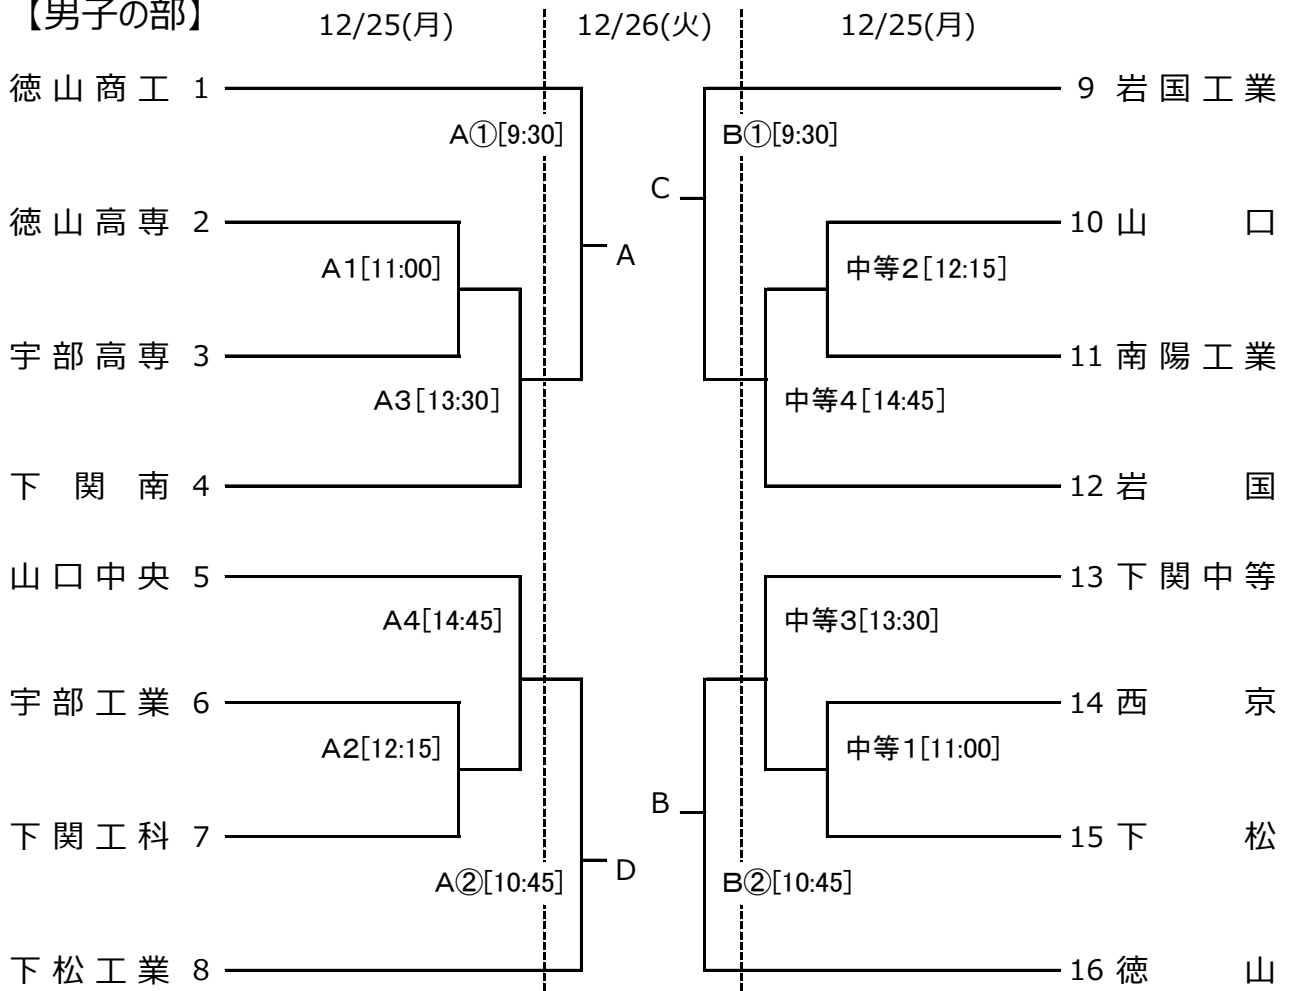 【男子の部】
12/25(月) 12/26(火) 12/25(月)
徳山商工 1
9 岩国工業
A①[9:30]
B①[9:30]
C
徳山高専 2
10 山口
A
A1[11:00]
中等2[12:15]
宇部高専 3
11 南陽工業
A3[13:30]
中等4[14:45]
下関南 4
12 岩国
山口中央 5
13 下関中等
A4[14:45]
中等3[13:30]
宇部工業 6
14 西京
A2[12:15]
中等1[11:00]
B
下関工科 7
15 下松
D
A②[10:45]
B②[10:45]
下松工業 8
16 徳山